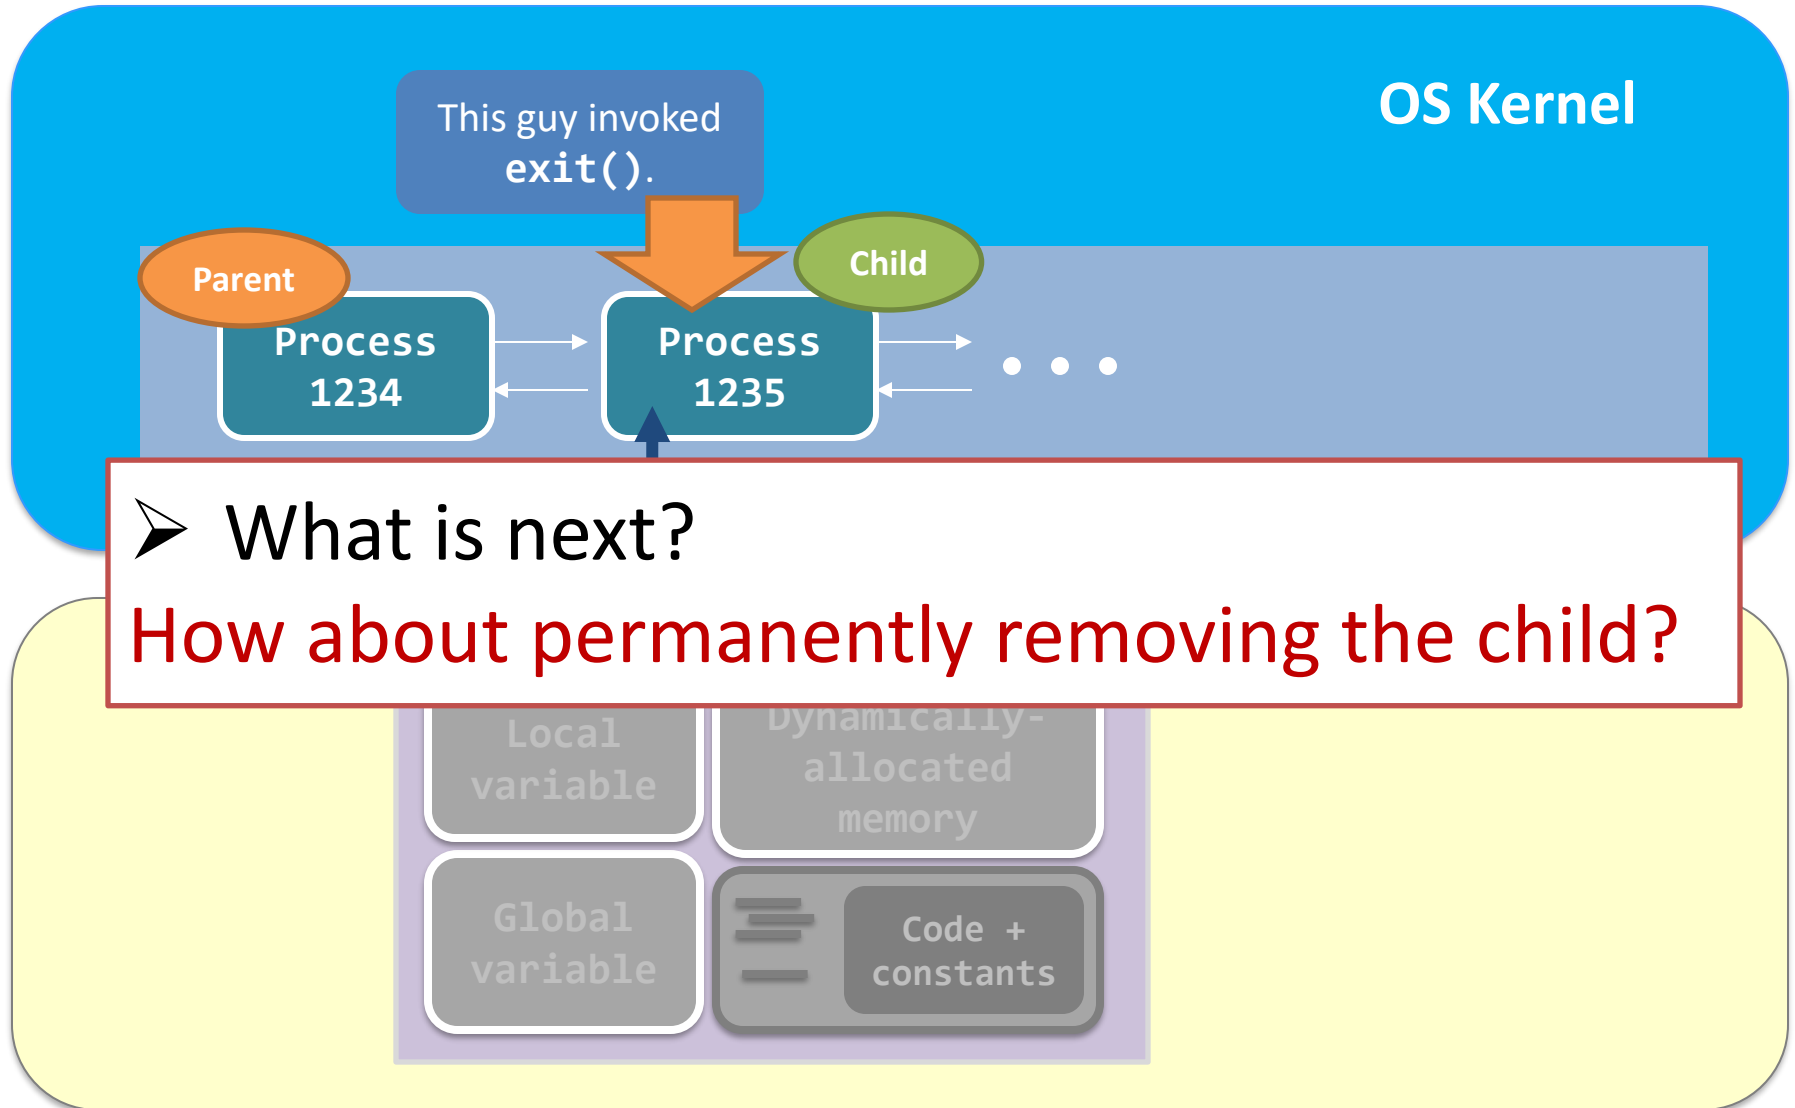 OS Kernel
This guy invoked
exit().
Parent
Child
Process
1234
Process
1235
➢ What is next?
How about permanently removing the child?
Local
variable
Dynamically-
allocated
memory
Global
variable
Code +
constants